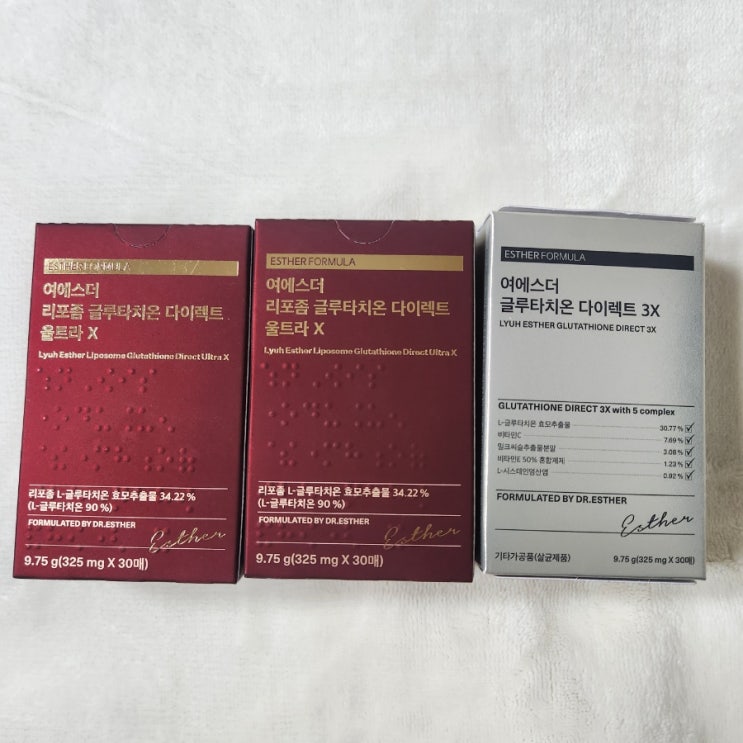 ESTHER FORMULA
여에스더
리포좀 글루타치온 다이렉트
울트라 X
Lyuh Esther Liposome Glutathione Direct Ultra X
리포좀 L-글루타치온 효모추출물 34.22 %
(L-글루타치온 90 %)
FORMULATED BY DR.ESTHER
Esther
9.75 g(325 mg X 30매)
ESTHER FORMULA
여에스더
리포좀 글루타치온 다이렉트
울트라 X
Lyuh Esther Liposome Glutathione Direct Ultra X
리포좀 L-글루타치온 효모추출물 34.22 %
(L-글루타치온 90 %)
FORMULATED BY DR.ESTHER
Esther
9.75 g(325 mg X 30매)
ESTHER FORMULA
여에스더
글루타치온 다이렉트 3X
LYUH ESTHER GLUTATHIONE DIRECT 3X
GLUTATHIONE DIRECT 3X with 5 complex
L-글루타치온 효모추출물 30.77 %
비타민C 7.69 %
밀크씨슬추출물분말 3.08 %
비타민E 50% 혼합제제 1.23 %
L-시스테인염산염 0.82 %
FORMULATED BY DR.ESTHER
Esther
기타가공품(살균제품) 9.75 g(325 mg X 30매)